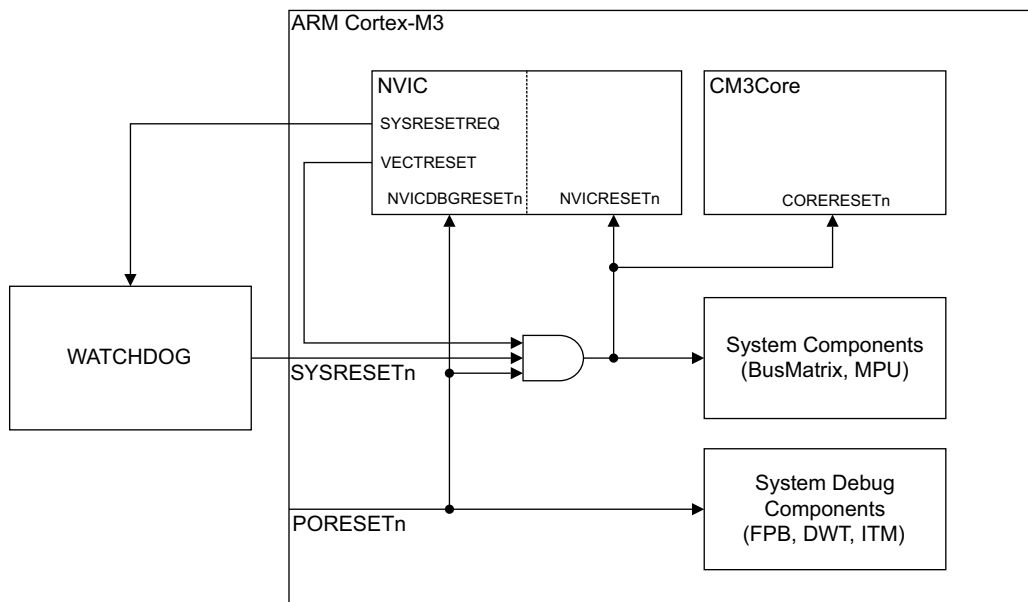 ARM Cortex-M3
NVIC
CM3Core
SYSRESETREQ
VECTRESET
NVICDBGRESETn
NVICRESETn
CORERESETn
WATCHDOG
SYSRESETn
System Components
(BusMatrix, MPU)
PORESETn
System Debug
Components
(FPB, DWT, ITM)